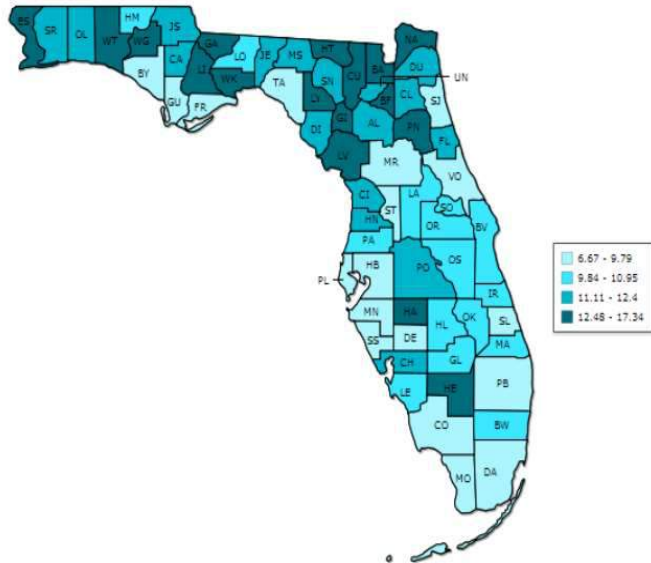 HM
ES SR OL WT WG JS
CA
GA
LI
LO
WK
JE
MS
HT
NA
BY
GU
FR
TA
SN
LY
CU
BA
DU
UN
BF
CL
SJ
GI
AL
DI
PN
FL
LV
MR
VO
CI
LA
ST
SO
HN
OR
BV
PA
OS
PL
HB
PO
IR
MN
HA
HL
OK
SL
SS
DE
MA
CH
GL
LE
HE
PB
CO
BW
MO
DA
6.67 - 9.79
9.84 - 10.95
11.11 - 12.4
12.48 - 17.34